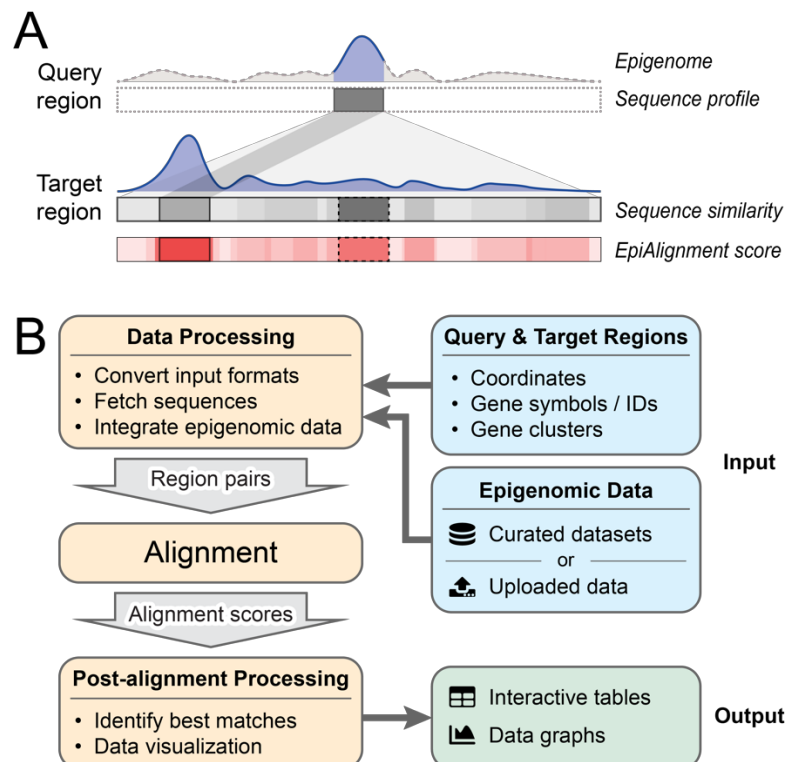 A
Query
region
Epigenome
Sequence profile
Target
region
Sequence similarity
EpiAlignment score
B
Data Processing
• Convert input formats
• Fetch sequences
• Integrate epigenomic data
Query & Target Regions
• Coordinates
• Gene symbols / IDs
• Gene clusters
Input
Region pairs
Epigenomic Data
Curated datasets
or
Uploaded data
Alignment
Alignment scores
Post-alignment Processing
• Identify best matches
• Data visualization
Interactive tables
Data graphs
Output